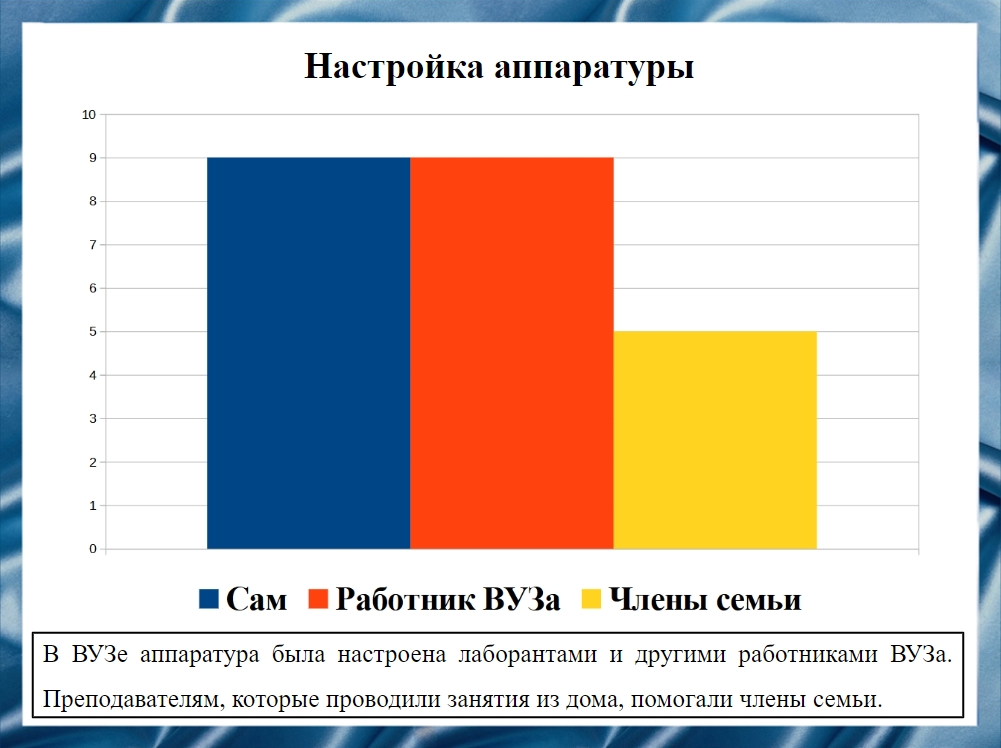 Настройка аппаратуры
10
9
8
7
6
5
4
3
2
1
0
Сам Работник ВУЗа Члены семьи
В ВУЗе аппаратура была настроена лаборантами и другими работниками ВУЗа.
Преподавателям, которые проводили занятия из дома, помогали члены семьи.